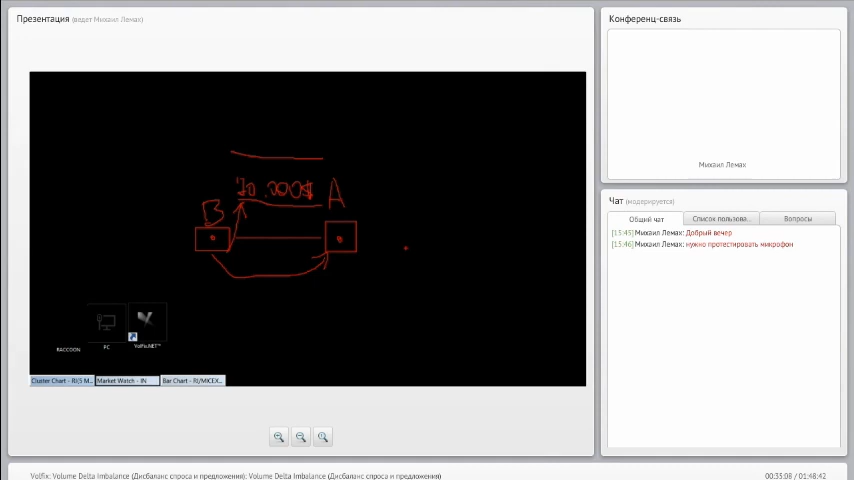 Презентация (ведет Михаил Лемах)
Конференц-связь
Михаил Лемах
70.000$
A
B
Чат (модерируется)
Общий чат
Список пользова...
Вопросы
[15:45] Михаил Лемах: Добрый вечер
[15:46] Михаил Лемах: нужно протестировать микрофон
RACCOON
PC
VolFix.NET™
Cluster Chart - RI(5 M...
Market Watch - IN
Bar Chart - RI/MICEX...
Volfix: Volume Delta Imbalance (Дисбаланс спроса и предложения): Volume Delta Imbalance (Дисбаланс спроса и предложения)
00:35:08 / 01:48:42